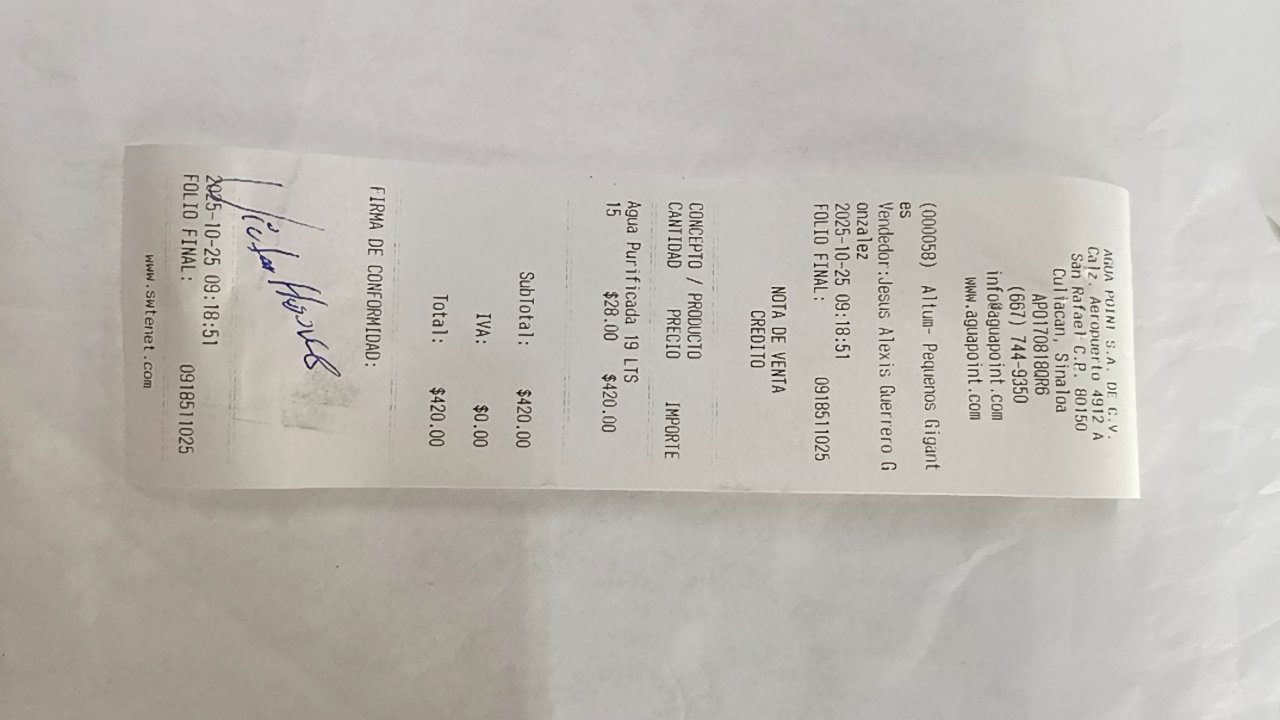 AGUA POINT S.A. DE C.V.
Calz. Aeropuerto 4912 A
San Rafael C.P. 80150
Culiacan, Sinaloa
APO170818QR6
(667) 744-9350
info@aguapoint.com
www.aguapoint.com
(000058) Altum- Pequenos Gigant
es
Vendedor:Jesus Alexis Guerrero G
onzalez
2025-10-25 09:18:51
FOLIO FINAL: 0918511025
NOTA DE VENTA
CREDITO
CONCEPTO / PRODUCTO
CANTIDAD PRECIO IMPORTE
Agua Purificada 19 LTS
15 $28.00 $420.00
SubTotal: $420.00
IVA: $0.00
Total: $420.00
FIRMA DE CONFORMIDAD:
2025-10-25 09:18:51
FOLIO FINAL: 0918511025
www.swtenet.com